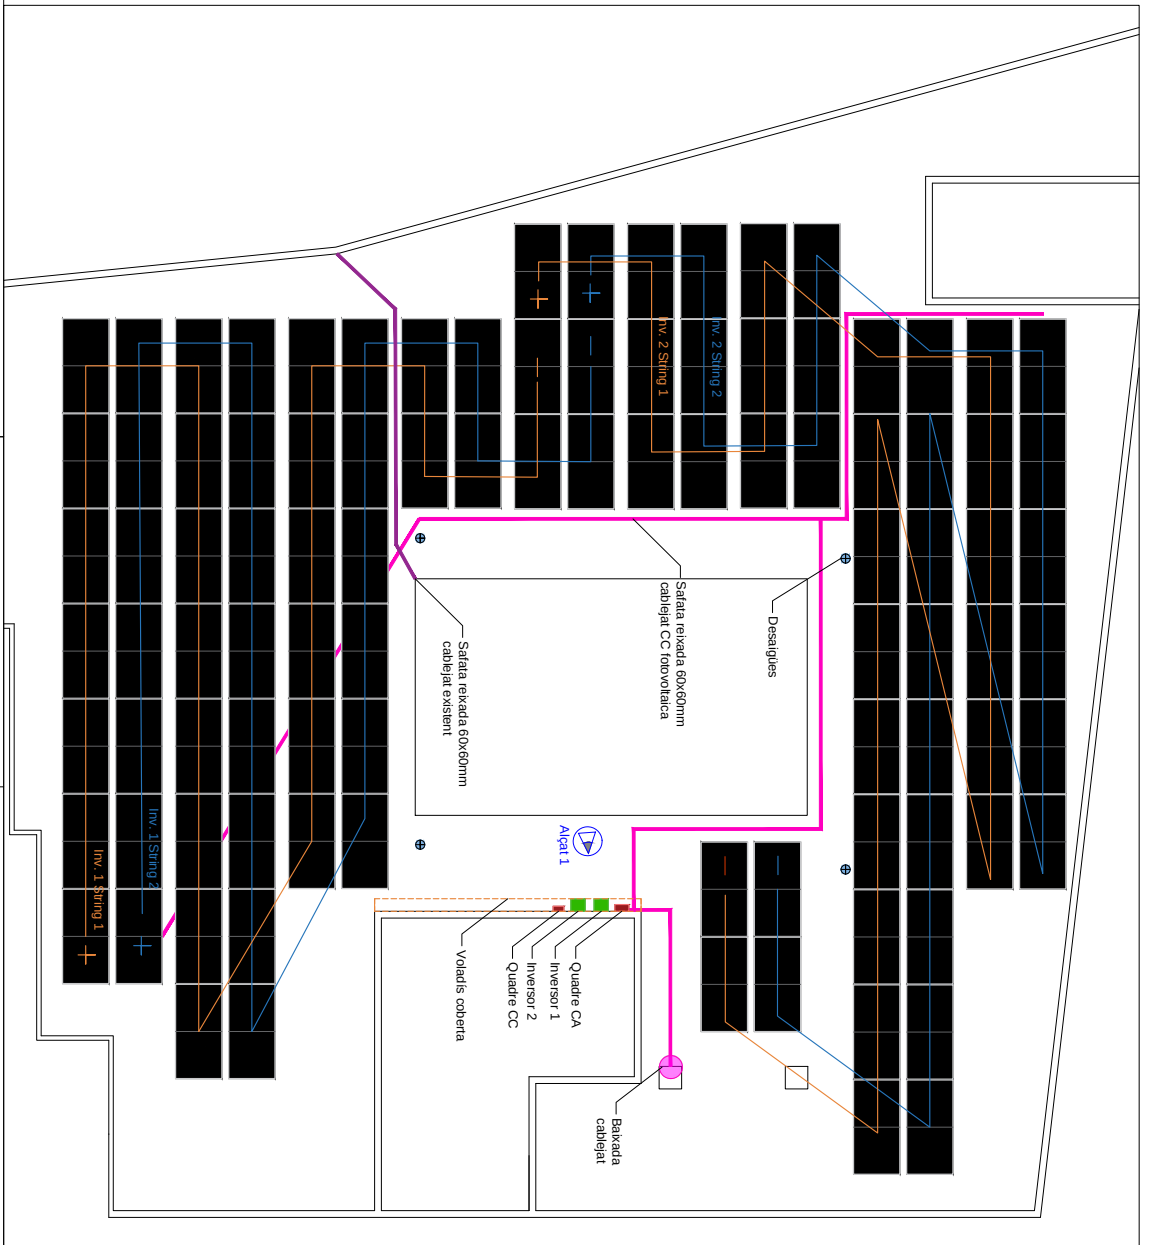 Inv. 2 String 1
Inv. 2 String 2
Safata reixada 60x60mm
cablejat CC fotovoltaica
Desaigües
Safata reixada 60x60mm
cablejat existent
Inv. 1 String 2
Inv. 1 String 1
Alçat 1
Voladís coberta
Quadre CC
Inversor 2
Inversor 1
Quadre CA
Baixada
cablejat